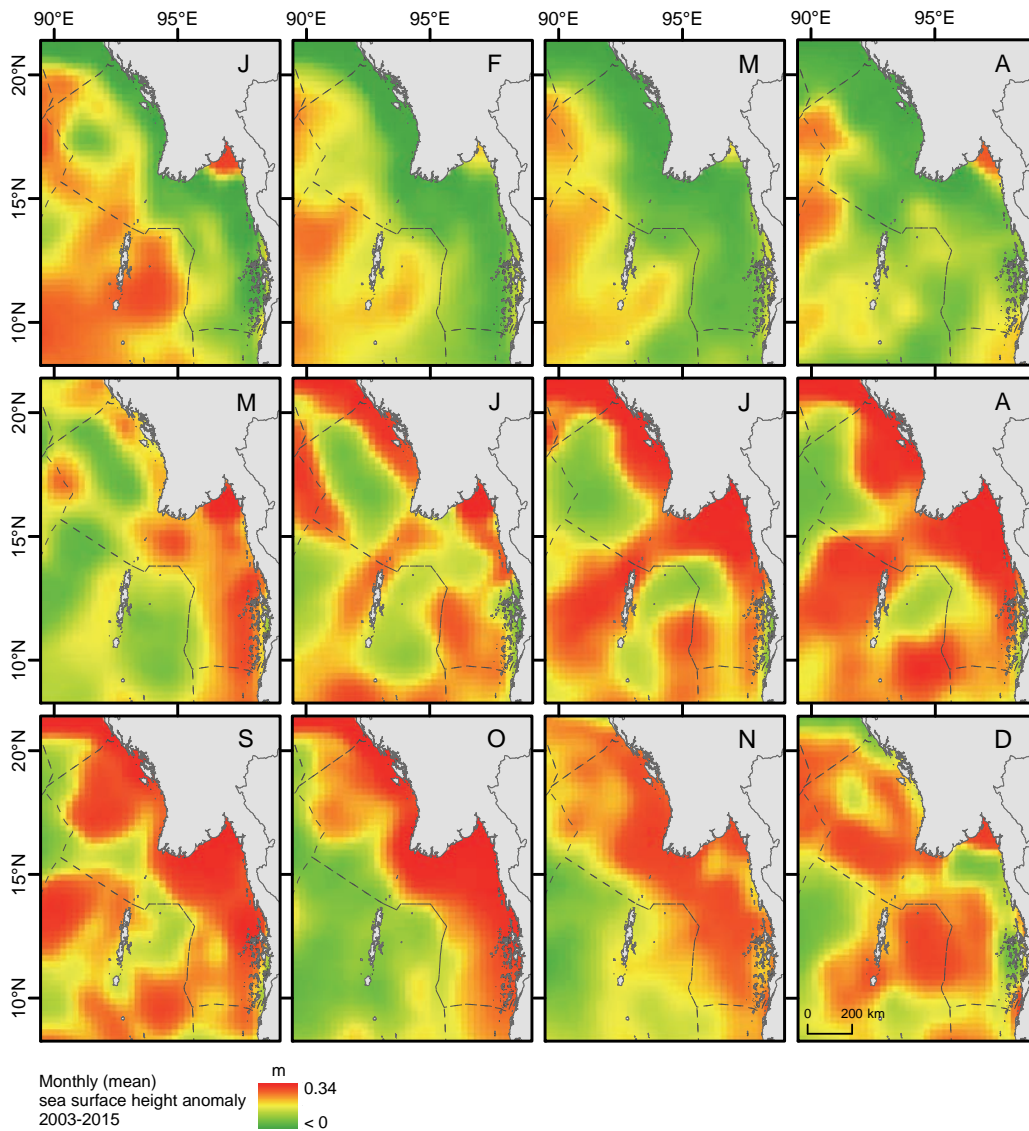 90°E 95°E 90°E 95°E 90°E 95°E 90°E 95°E
J F M A
20°N
15°N
10°N
M J J A
20°N
15°N
10°N
S O N D
20°N
15°N
10°N
0 200 km
Monthly (mean)
sea surface height anomaly
2003-2015
m
0.34
< 0